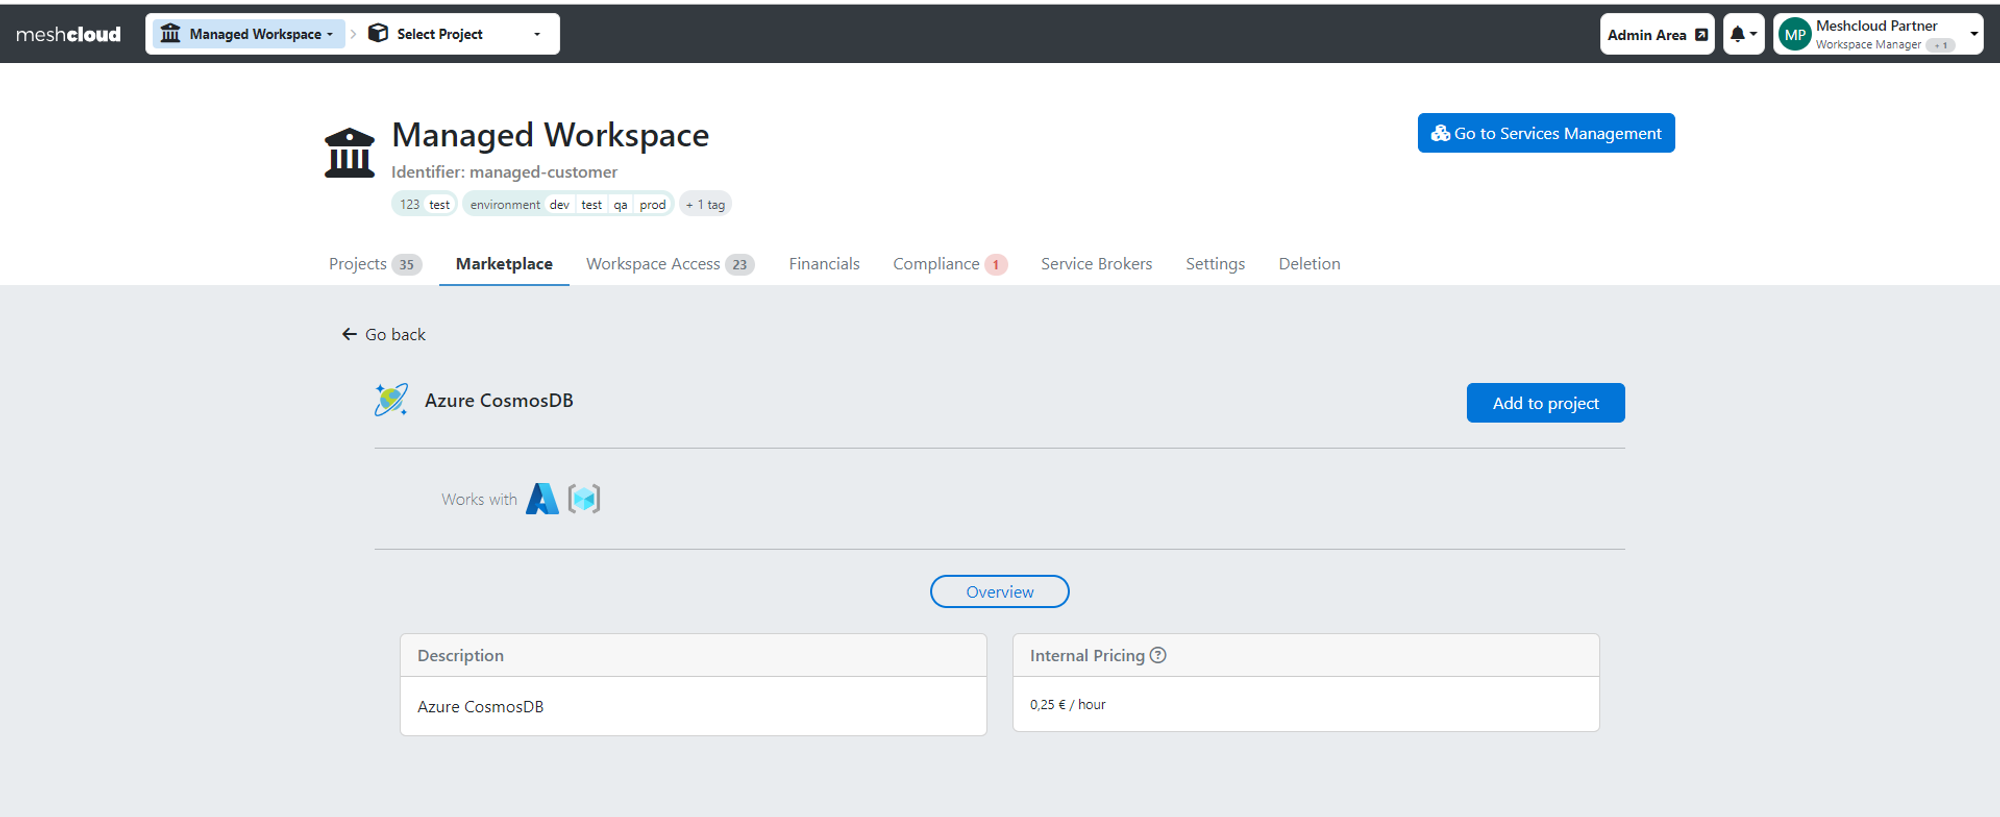 meshcloud Managed Workspace Select Project Admin Area MP Meshcloud Partner
Workspace Manager + 1
Managed Workspace
Go to Services Management
Identifier: managed-customer
123 test environment dev test qa prod + 1 tag
Projects 35 Marketplace Workspace Access 23 Financials Compliance 1 Service Brokers Settings Deletion
Go back
Azure CosmosDB
Add to project
Works with
Overview
Description
Azure CosmosDB
Internal Pricing ?
0,25 € / hour